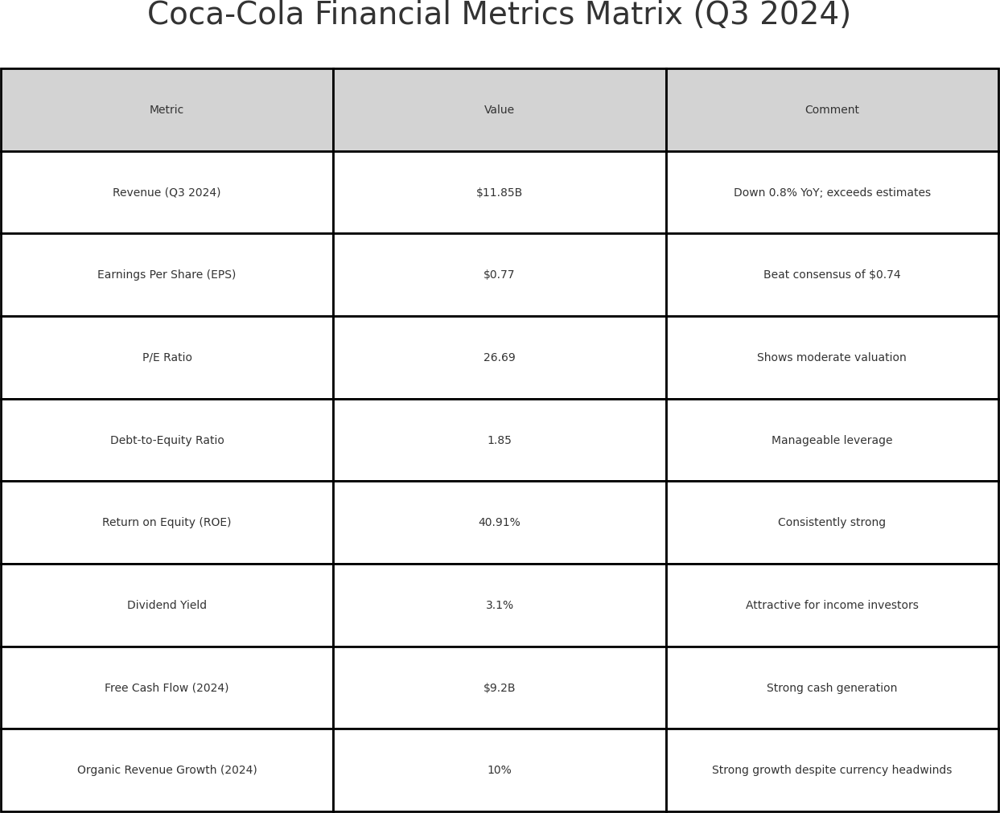 Coca-Cola Financial Metrics Matrix (Q3 2024)
Metric Value Comment
Revenue (Q3 2024) $11.85B Down 0.8% YoY; exceeds estimates
Earnings Per Share (EPS) $0.77 Beat consensus of $0.74
P/E Ratio 26.69 Shows moderate valuation
Debt-to-Equity Ratio 1.85 Manageable leverage
Return on Equity (ROE) 40.91% Consistently strong
Dividend Yield 3.1% Attractive for income investors
Free Cash Flow (2024) $9.2B Strong cash generation
Organic Revenue Growth (2024) 10% Strong growth despite currency headwinds